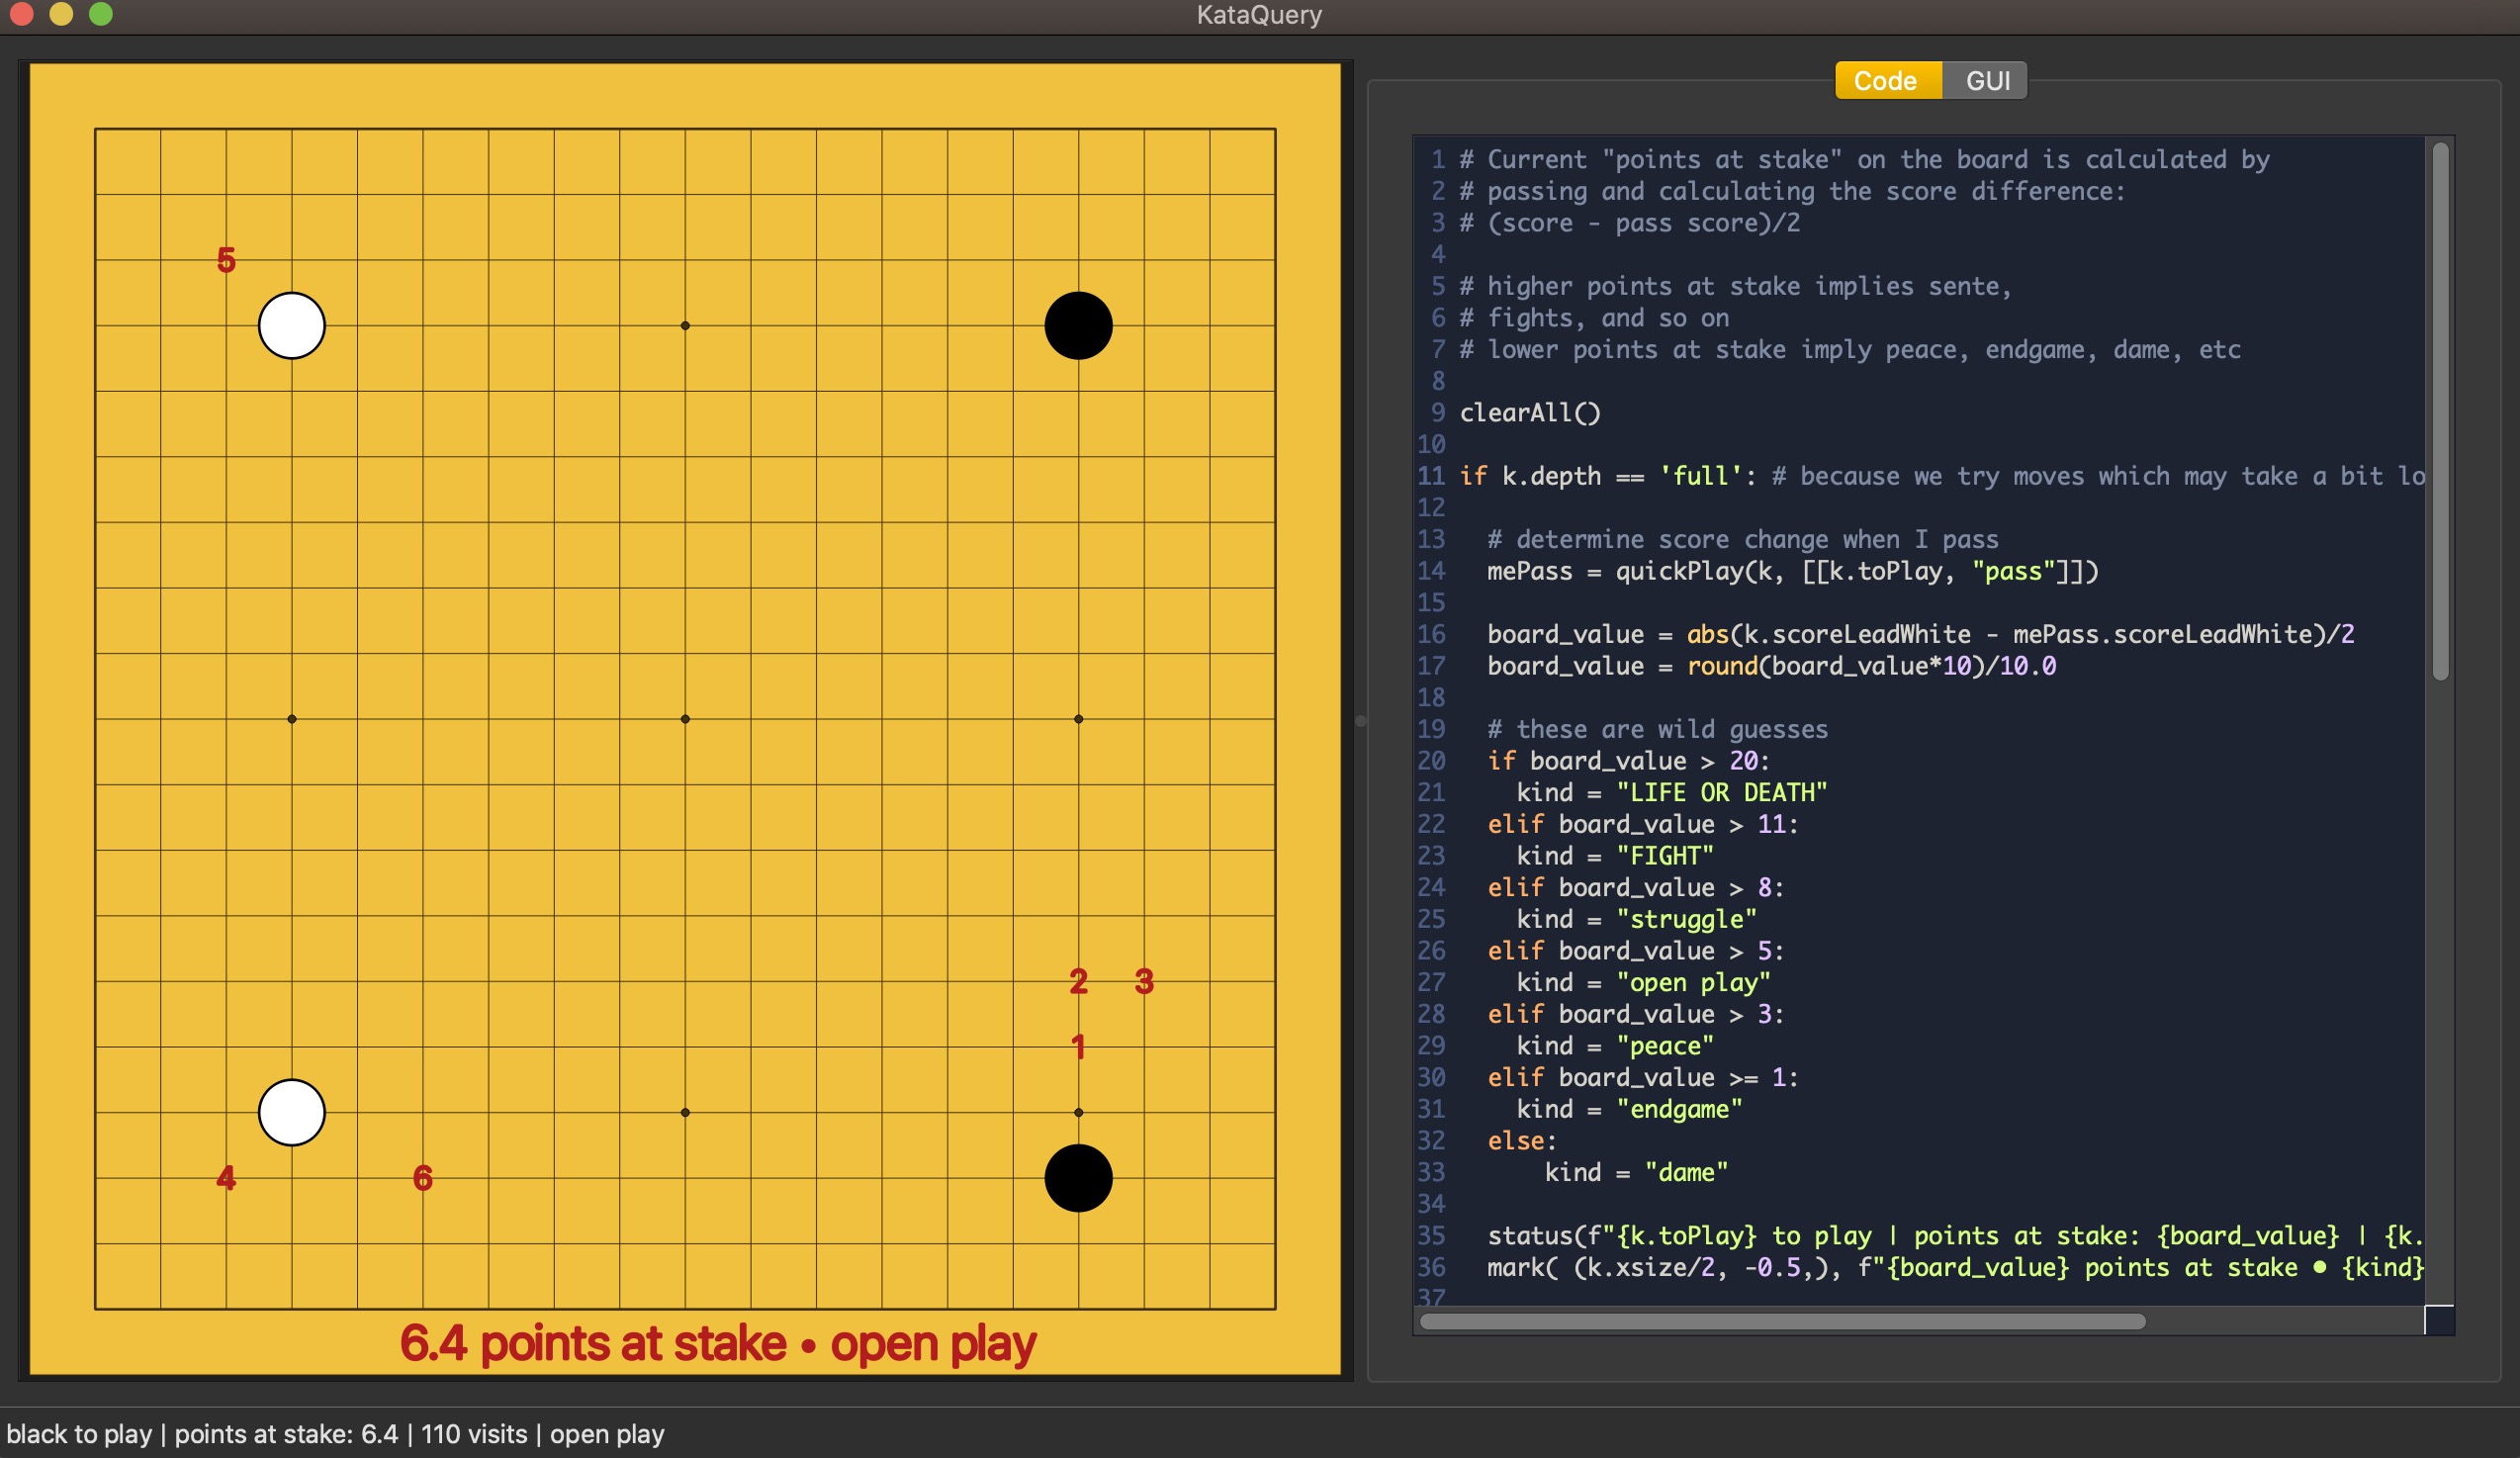 KataQuery
5
2 3
1
4 6
6.4 points at stake • open play
Code GUI
1 # Current "points at stake" on the board is calculated by
2 # passing and calculating the score difference:
3 # (score - pass score)/2
4
5 # higher points at stake implies sente,
6 # fights, and so on
7 # lower points at stake imply peace, endgame, dame, etc
8
9 clearAll()
10
11 if k.depth == 'full': # because we try moves which may take a bit lo
12
13 # determine score change when I pass
14 mePass = quickPlay(k, [[k.toPlay, "pass"]])
15
16 board_value = abs(k.scoreLeadWhite - mePass.scoreLeadWhite)/2
17 board_value = round(board_value*10)/10.0
18
19 # these are wild guesses
20 if board_value > 20:
21 kind = "LIFE OR DEATH"
22 elif board_value > 11:
23 kind = "FIGHT"
24 elif board_value > 8:
25 kind = "struggle"
26 elif board_value > 5:
27 kind = "open play"
28 elif board_value > 3:
29 kind = "peace"
30 elif board_value >= 1:
31 kind = "endgame"
32 else:
33 kind = "dame"
34
35 status(f"{k.toPlay} to play | points at stake: {board_value} | {k.
36 mark( (k.xsize/2, -0.5,), f"{board_value} points at stake • {kind}
37
black to play | points at stake: 6.4 | 110 visits | open play